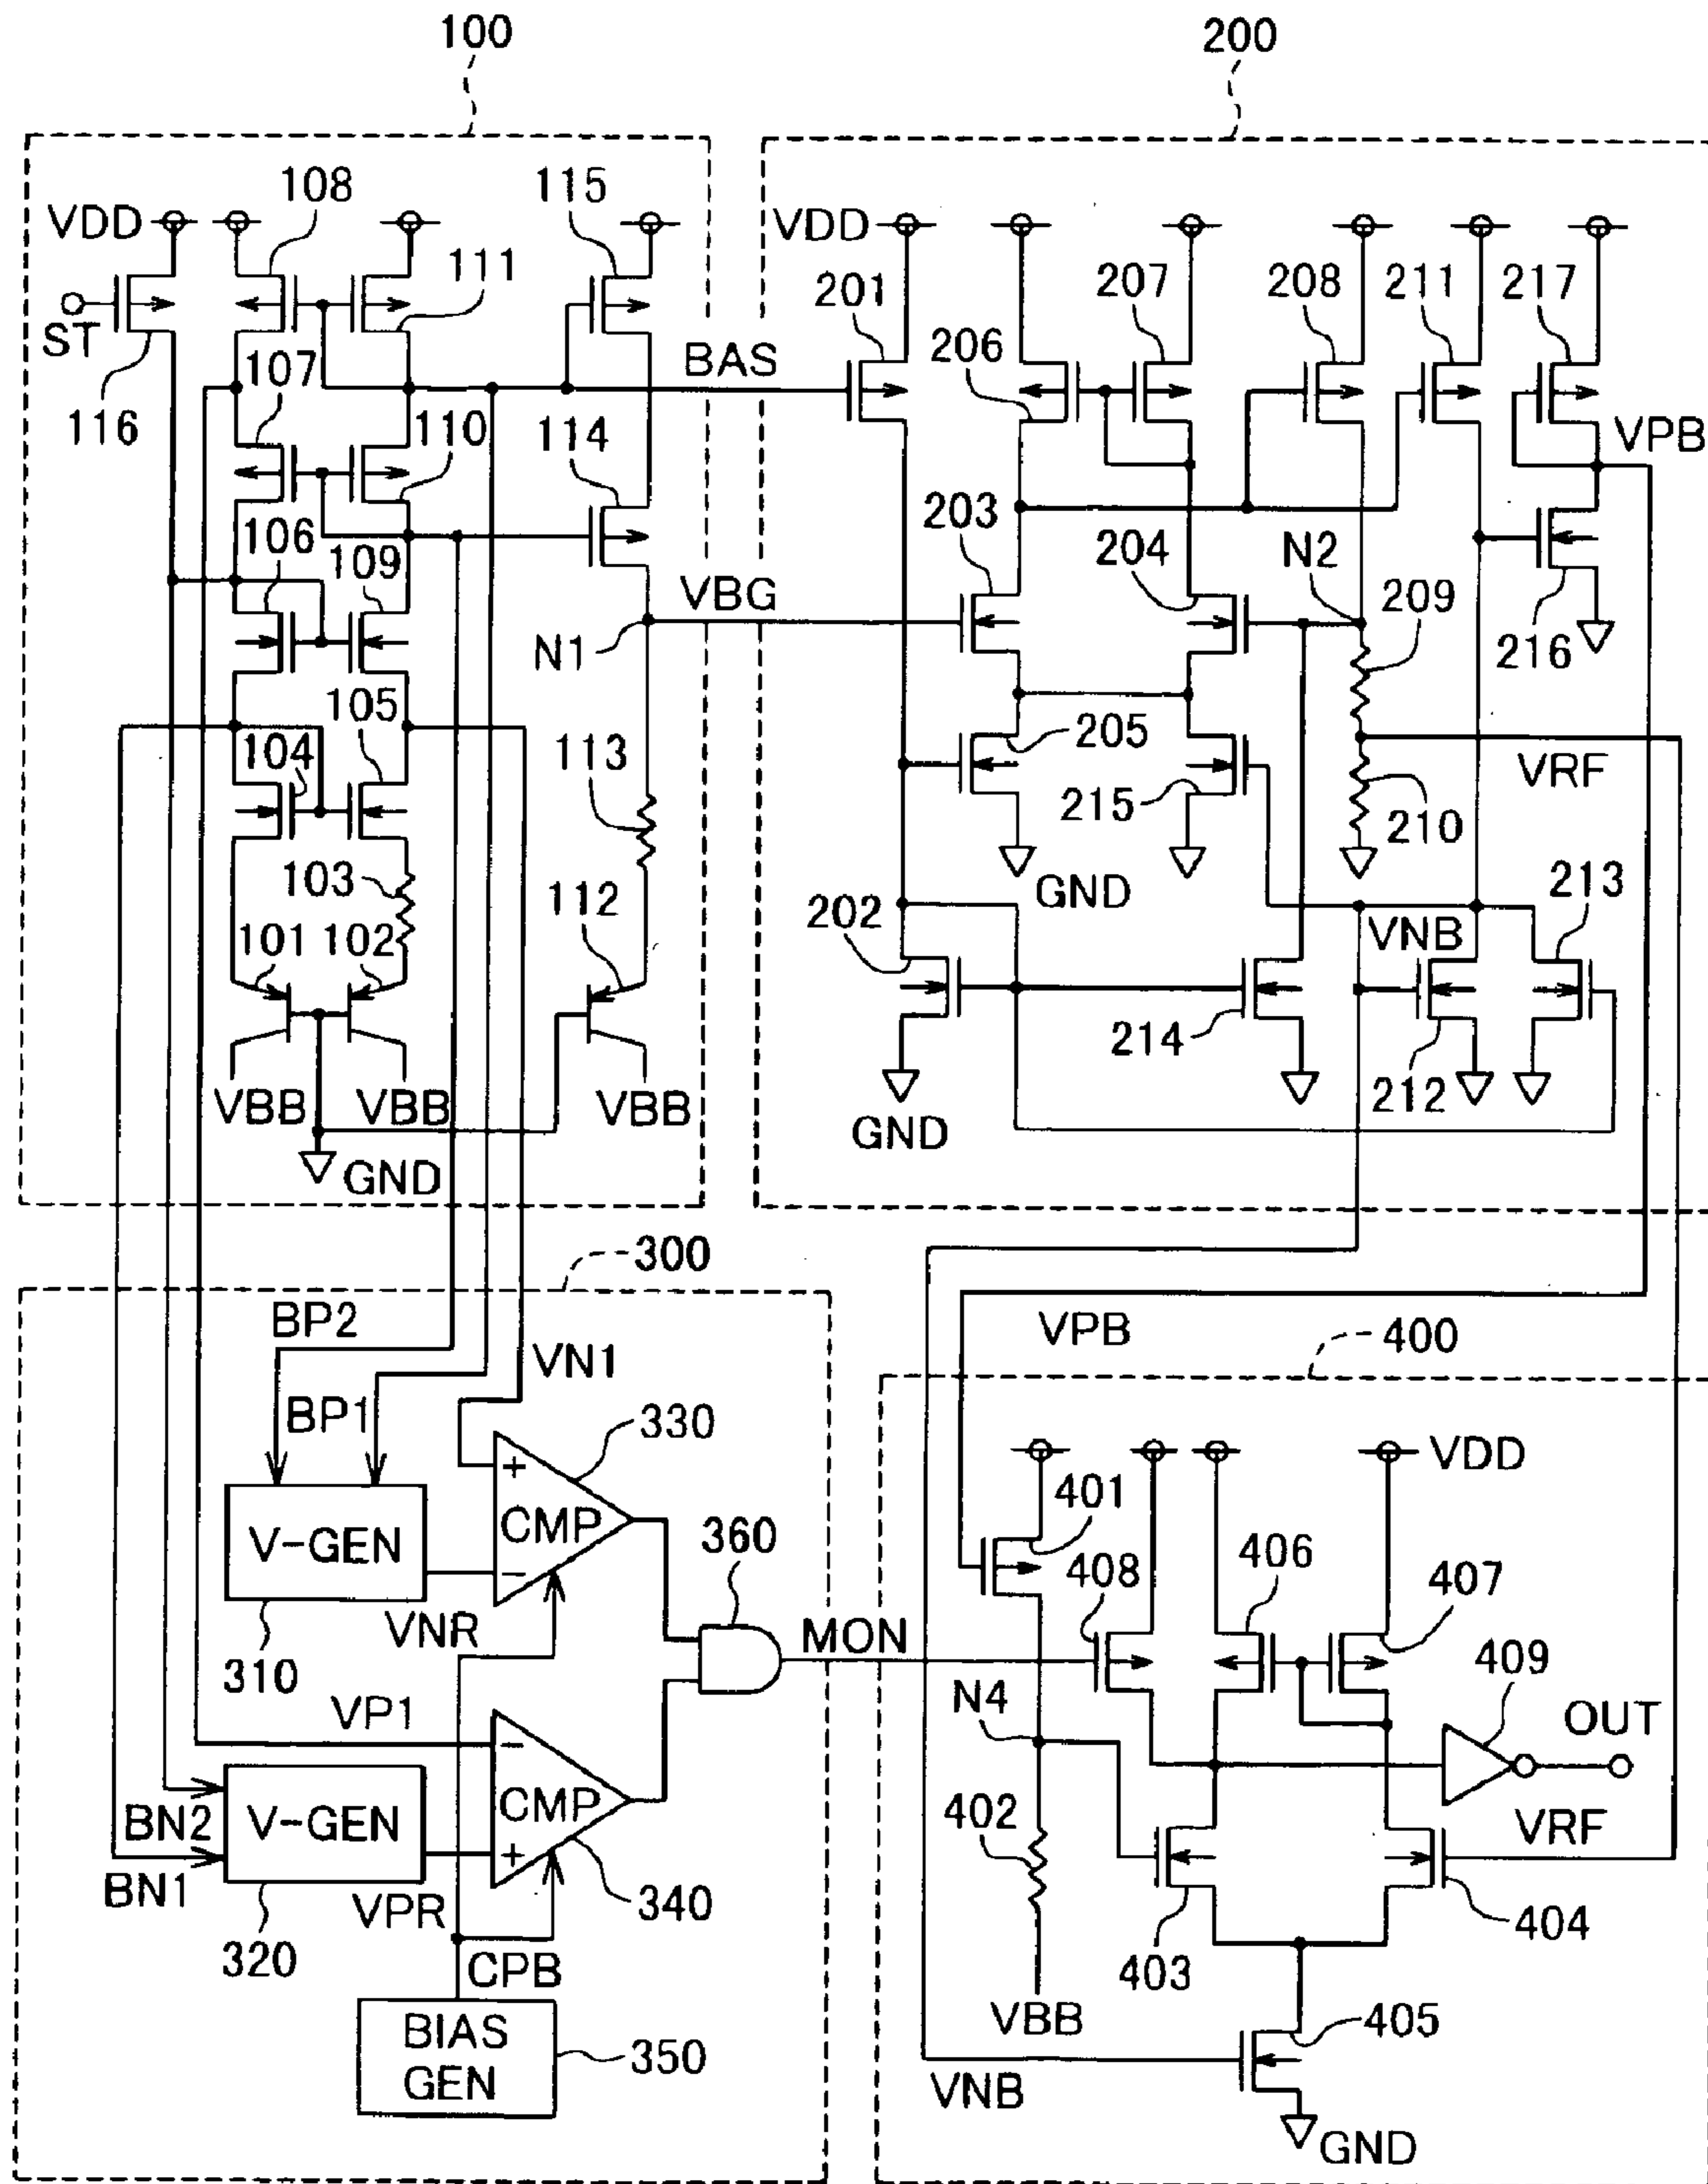 100
200
108
115
VDD
VDD
111
201
207
208
211
217
ST
BAS
206
107
116
110
114
VPB
203
106
109
204
N2
209
VBG
N1
216
105
205
104
113
VRF
215
210
103
112
GND
213
202
101
102
VNB
214
VBB
VBB
VBB
212
GND
GND
300
BP2
VPB
400
VN1
BP1
330
VDD
+
401
CMP
V-GEN
360
406
408
407
−
VNR
MON
409
310
N4
OUT
VP1
−
402
CMP
BN2
V-GEN
VRF
+
BN1
VPR
340
404
320
403
CPB
VBB
BIAS
GEN
350
405
VNB
GND